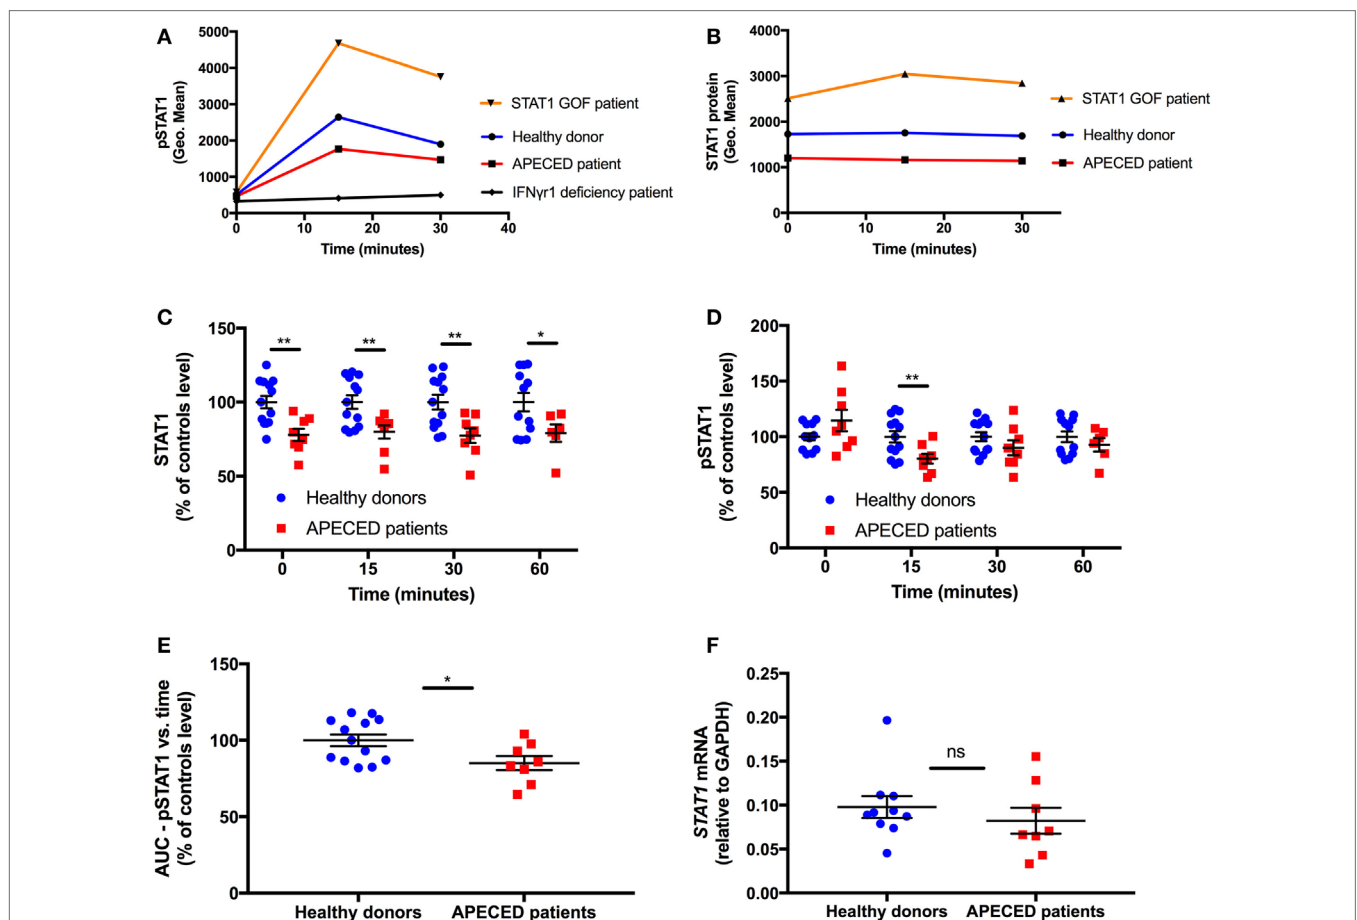 A
pSTAT1
(Geo. Mean)
5000
4000
3000
2000
1000
0
0
10
20
30
40
Time (minutes)
STAT1 GOF patient
Healthy donor
APECED patient
IFNγr1 deficiency patient
B
STAT1 protein
(Geo. Mean)
4000
3000
2000
1000
0
0
10
20
30
Time (minutes)
STAT1 GOF patient
Healthy donor
APECED patient
C
STAT1
(% of controls level)
150
100
50
0
**
**
**
*
Healthy donors
APECED patients
0
15
30
60
Time (minutes)
D
pSTAT1
(% of controls level)
200
150
100
50
0
**
Healthy donors
APECED patients
0
15
30
60
Time (minutes)
E
AUC - pSTAT1 vs. time
(% of controls level)
150
100
50
0
*
Healthy donors
APECED patients
F
STAT1 mRNA
(relative to GAPDH)
0.25
0.20
0.15
0.10
0.05
0.00
ns
Healthy donors
APECED patients